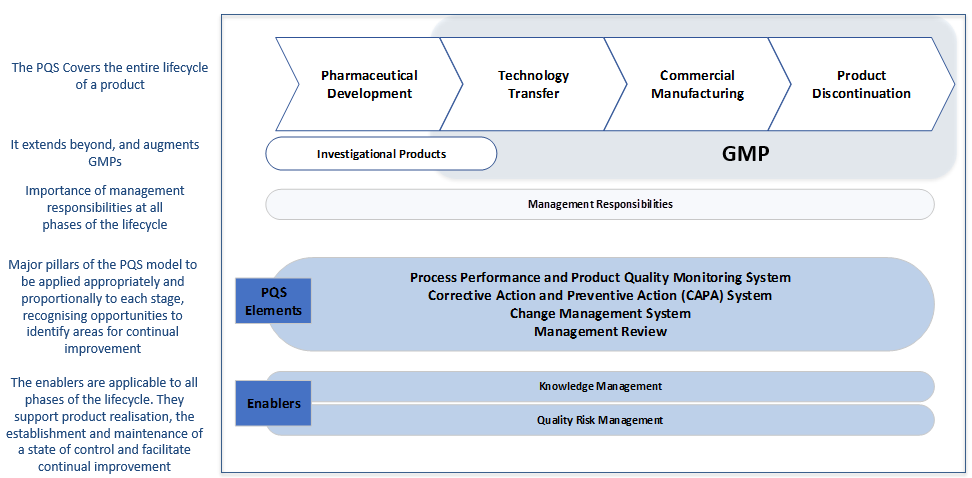 The PQS Covers the entire lifecycle
of a product
Pharmaceutical
Development
Technology
Transfer
Commercial
Manufacturing
Product
Discontinuation
It extends beyond, and augments
GMPs
Investigational Products
GMP
Importance of management
responsibilities at all
phases of the lifecycle
Management Responsibilities
Major pillars of the PQS model to
be applied appropriately and
proportionally to each stage,
recognising opportunities to
identify areas for continual
improvement
PQS
Elements
Process Performance and Product Quality Monitoring System
Corrective Action and Preventive Action (CAPA) System
Change Management System
Management Review
The enablers are applicable to all
phases of the lifecycle. They
support product realisation, the
establishment and maintenance of
a state of control and facilitate
continual improvement
Enablers
Knowledge Management
Quality Risk Management